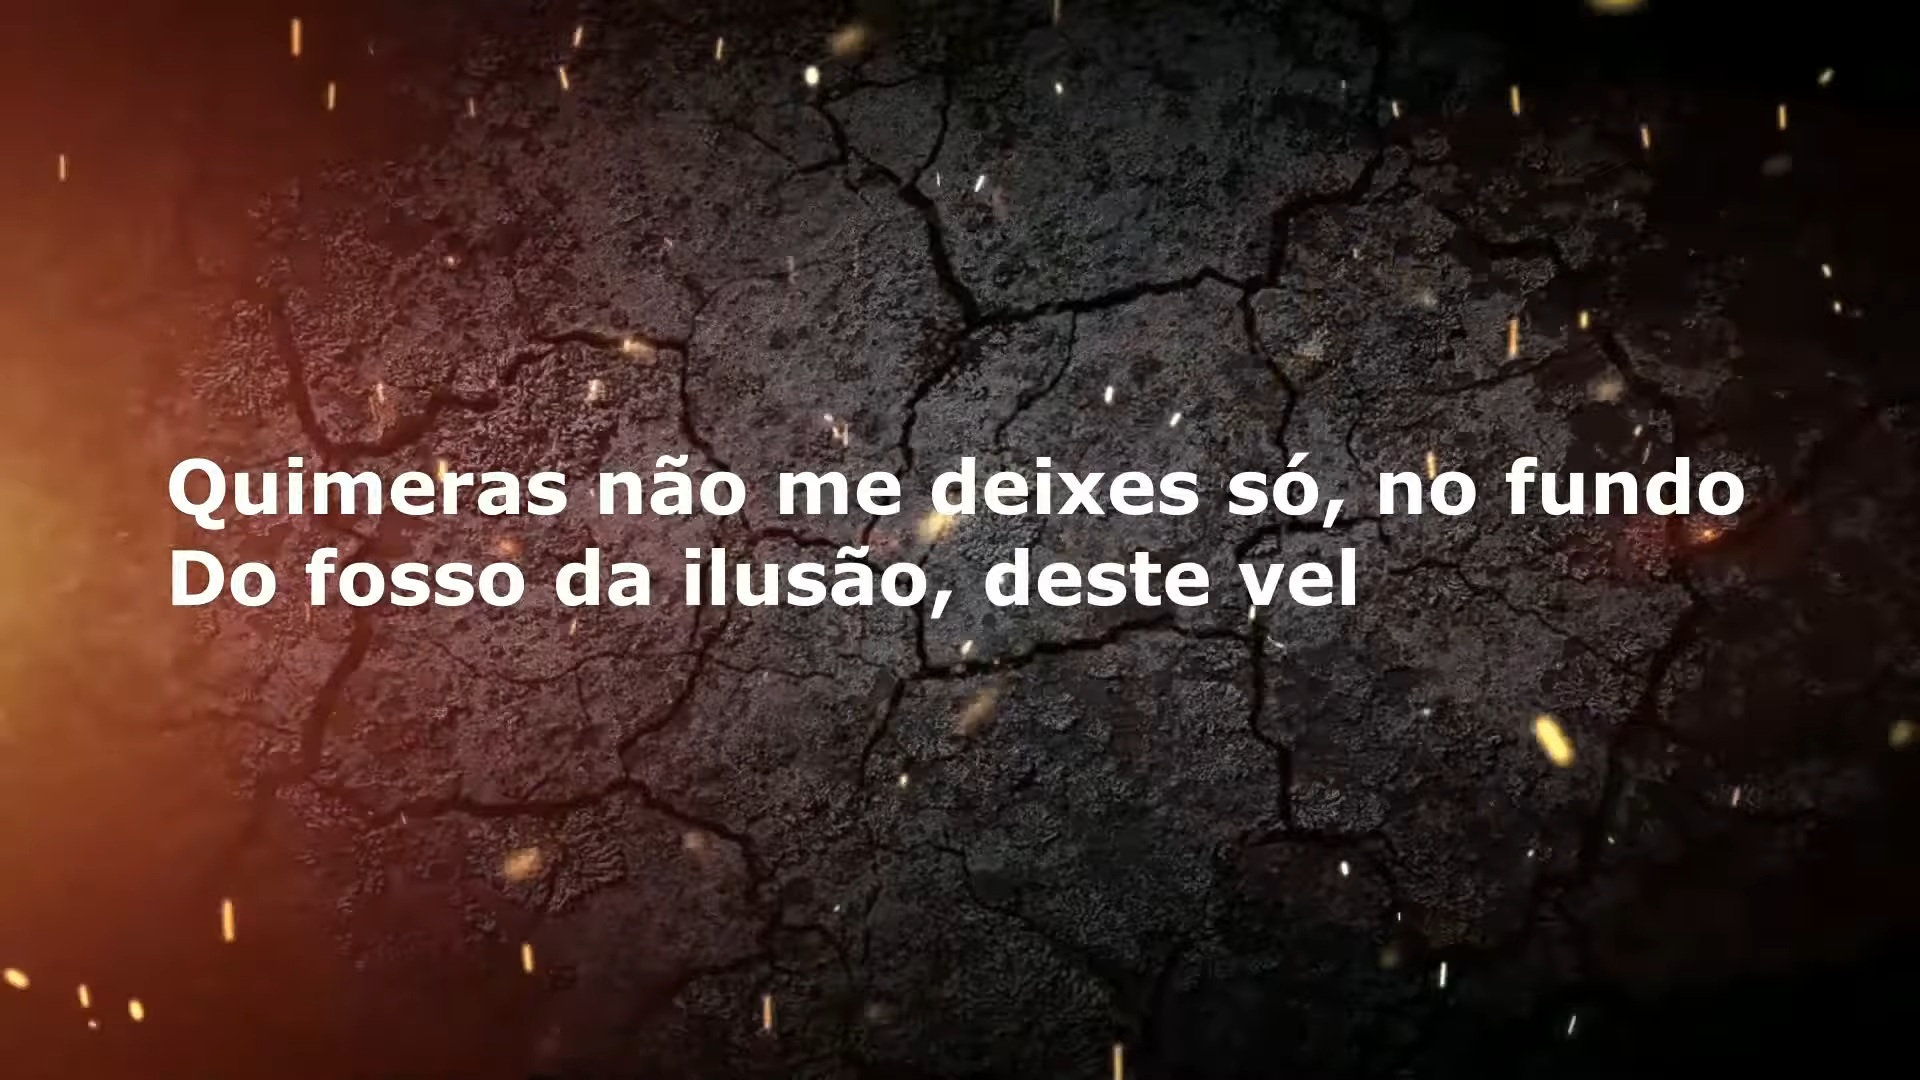 Quimeras não me deixes só, no fundo
Do fosso da ilusão, deste vel